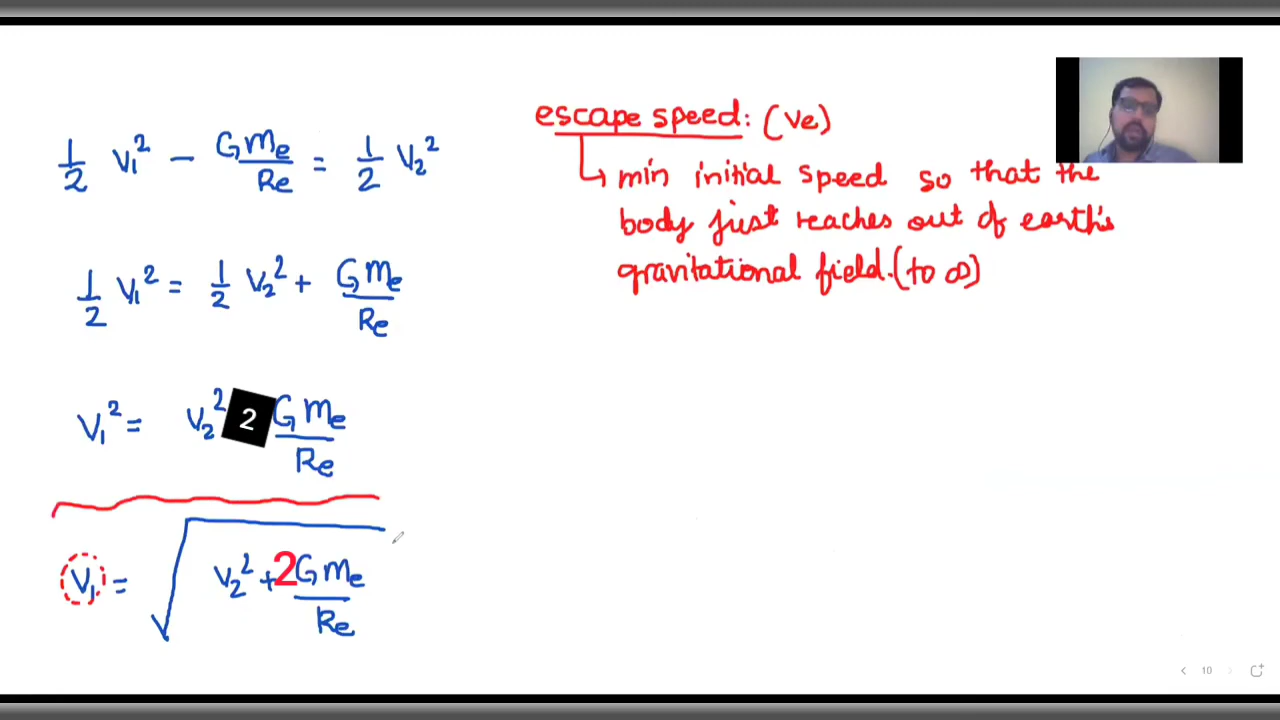 1/2 V₁² − Gme/Re = 1/2 V₂²
1/2 V₁² = 1/2 V₂² + Gme/Re
V₁² = V₂² 2 Gme/Re
V₁ = √(V₂² + 2Gme/Re)
escape speed: (ve)
min initial speed so that the
body just reaches out of earth's
gravitational field. (to ∞)
10